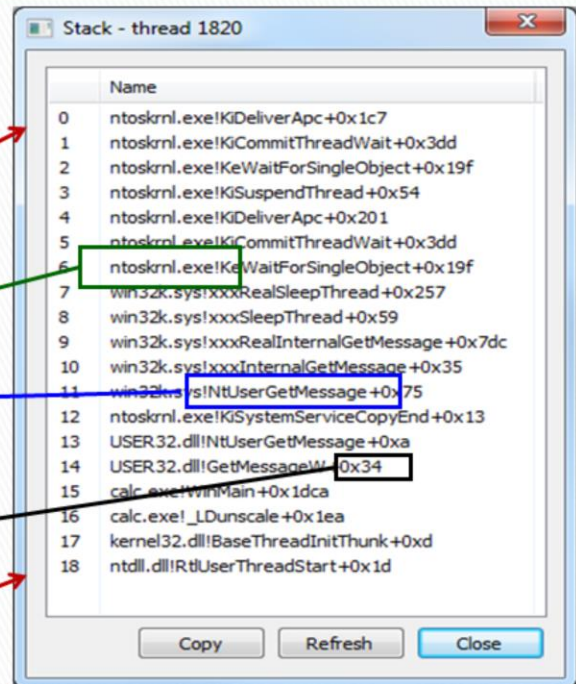 Stack - thread 1820
Name
0 ntoskrnl.exe!KiDeliverApc+0x1c7
1 ntoskrnl.exe!KiCommitThreadWait+0x3dd
2 ntoskrnl.exe!KeWaitForSingleObject+0x19f
3 ntoskrnl.exe!KiSuspendThread+0x54
4 ntoskrnl.exe!KiDeliverApc+0x201
5 ntoskrnl.exe!KiCommitThreadWait+0x3dd
6 ntoskrnl.exe!KeWaitForSingleObject+0x19f
7 win32k.sys!xxxRealSleepThread+0x257
8 win32k.sys!xxxSleepThread+0x59
9 win32k.sys!xxxRealInternalGetMessage+0x7dc
10 win32k.sys!xxxInternalGetMessage+0x35
11 win32k.sys!NtUserGetMessage+0x75
12 ntoskrnl.exe!KiSystemServiceCopyEnd+0x13
13 USER32.dll!NtUserGetMessage+0xa
14 USER32.dll!GetMessageW+0x34
15 calc.exe!WinMain+0x1dca
16 calc.exe!_LDunscale+0x1ea
17 kernel32.dll!BaseThreadInitThunk+0xd
18 ntdll.dll!RtlUserThreadStart+0x1d
Copy Refresh Close